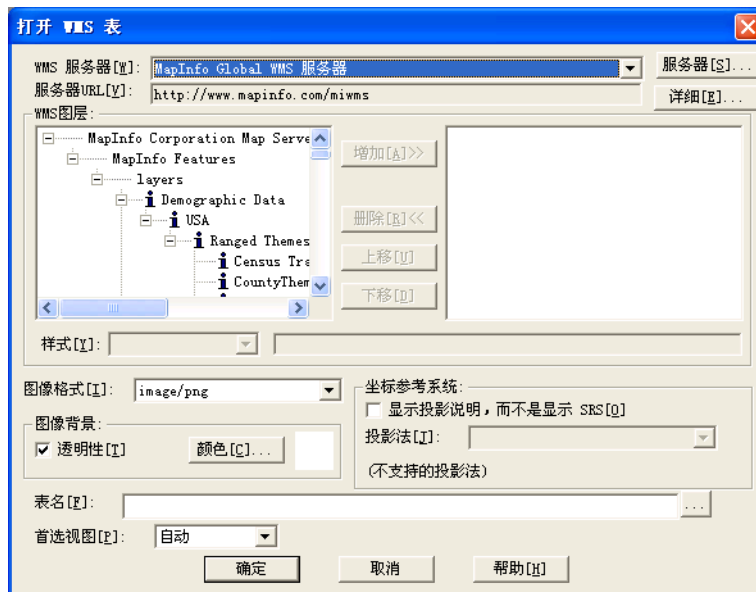 打开 WMS 表
WMS 服务器[W]: MapInfo Global WMS 服务器 服务器[S]...
服务器URL[V]: http://www.mapinfo.com/miwms 详细[E]...
WMS图层:
MapInfo Corporation Map Serve
MapInfo Features
layers
Demographic Data
USA
Ranged Themes
Census Tra
CountyThem
增加[A]>>
删除[R]<<
上移[U]
下移[D]
样式[Y]:
图像格式[I]: image/png
图像背景:
透明性[T] 颜色[C]...
坐标参考系统:
显示投影说明，而不是显示 SRS[O]
投影法[J]:
(不支持的投影法)
表名[F]: ...
首选视图[P]: 自动
确定 取消 帮助[H]